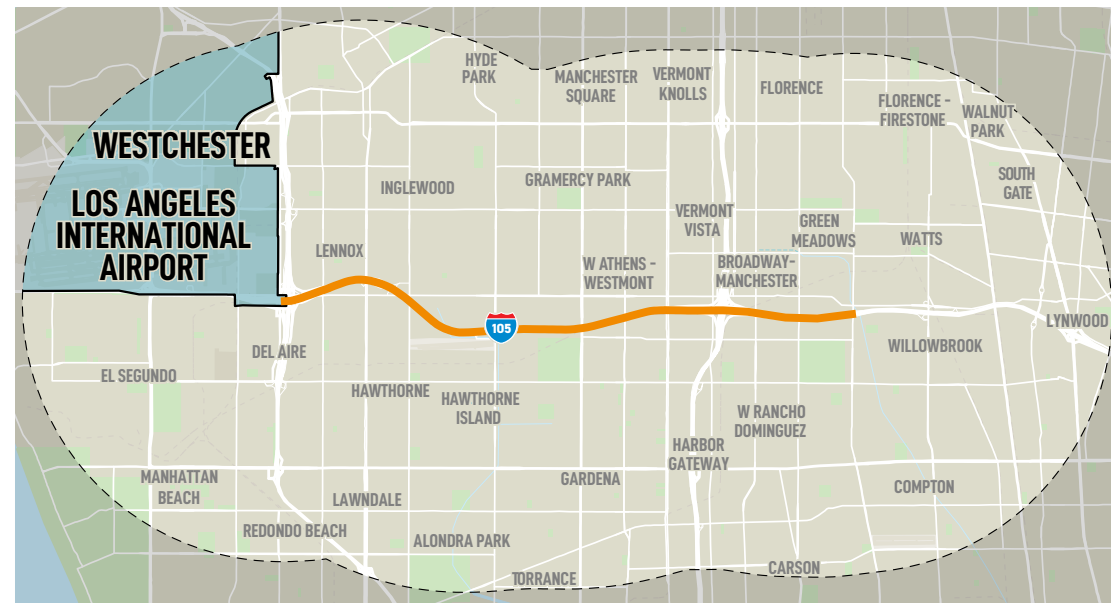 HYDE
PARK
MANCHESTER
SQUARE
VERMONT
KNOLLS
FLORENCE
FLORENCE -
FIRESTONE
WALNUT
PARK
WESTCHESTER
INGLEWOOD
GRAMERCY PARK
SOUTH
GATE
LOS ANGELES
INTERNATIONAL
AIRPORT
LENNOX
VERMONT
VISTA
GREEN
MEADOWS
WATTS
W ATHENS -
WESTMONT
BROADWAY-
MANCHESTER
105
LYNWOOD
DEL AIRE
WILLOWBROOK
EL SEGUNDO
HAWTHORNE
HAWTHORNE
ISLAND
W RANCHO
DOMINGUEZ
HARBOR
GATEWAY
MANHATTAN
BEACH
GARDENA
COMPTON
LAWNDALE
REDONDO BEACH
ALONDRA PARK
TORRANCE
CARSON